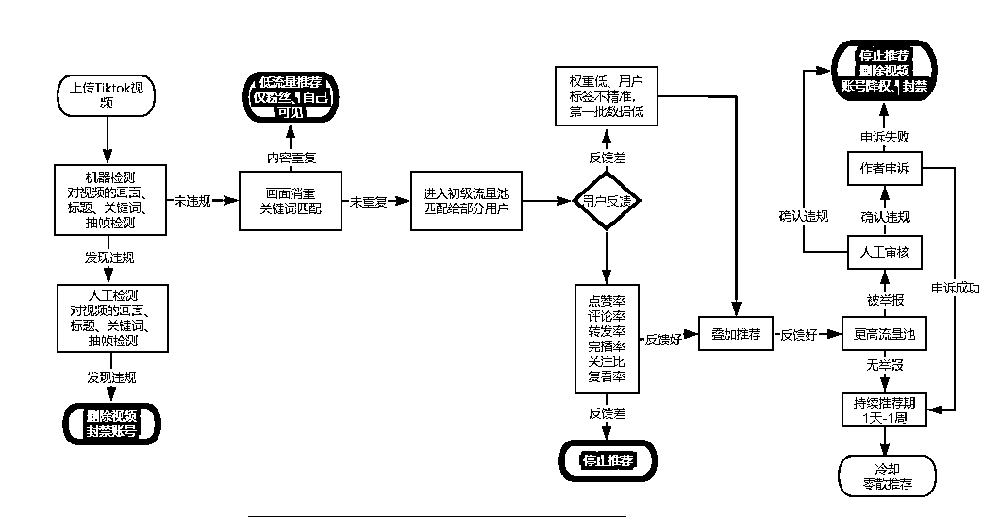 上传Tiktok视
频
机器检测
对视频的画面、
标题、关键词、
抽帧检测
发现违规
人工检测
对视频的画面、
标题、关键词、
抽帧检测
发现违规
删除视频
封禁账号
未违规
低流量推荐
仅粉丝、自己
可见
内容重复
画面消重
关键词匹配
未重复
进入初级流量池
匹配给部分用户
权重低、用户
标签不精准，
第一批数据低
反馈差
用户反馈
点赞率
评论率
转发率
完播率
关注比
复看率
反馈差
停止推荐
反馈好
叠加推荐
反馈好
停止推荐
删除视频
账号降权、封禁
申诉失败
作者申诉
确认违规
确认违规
人工审核
被举报
申诉成功
更高流量池
无举报
持续推荐期
1天-1周
冷却
零散推荐